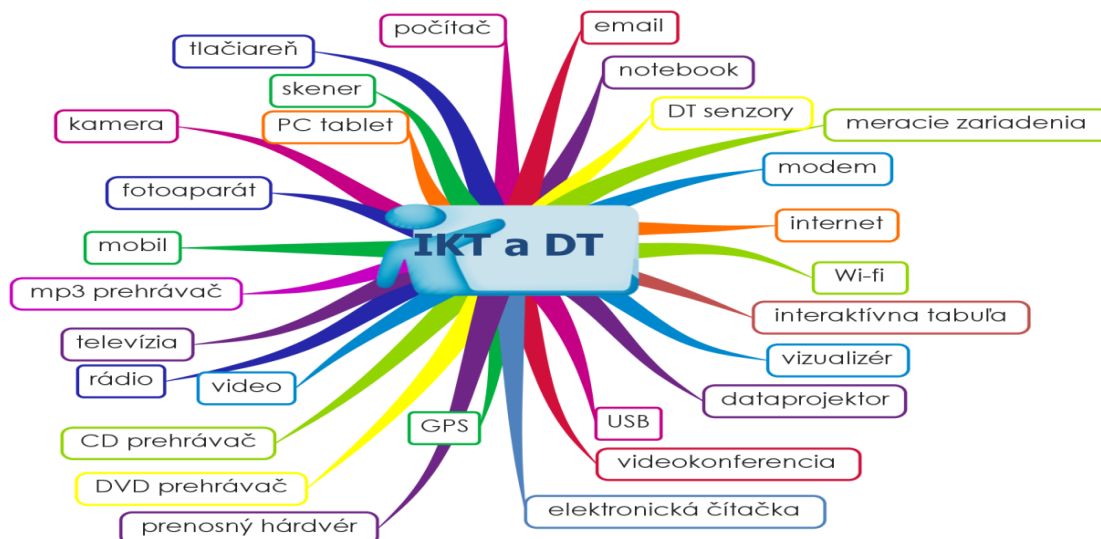 počítač
email
tlačiareň
notebook
skener
DT senzory
kamera
PC tablet
meracie zariadenia
modem
fotoaparát
internet
mobil
IKT a DT
Wi-fi
mp3 prehrávač
interaktívna tabuľa
televízia
vizualizér
rádio
video
dataprojektor
GPS
USB
CD prehrávač
videokonferencia
DVD prehrávač
elektronická čítačka
prenosný hárdvér